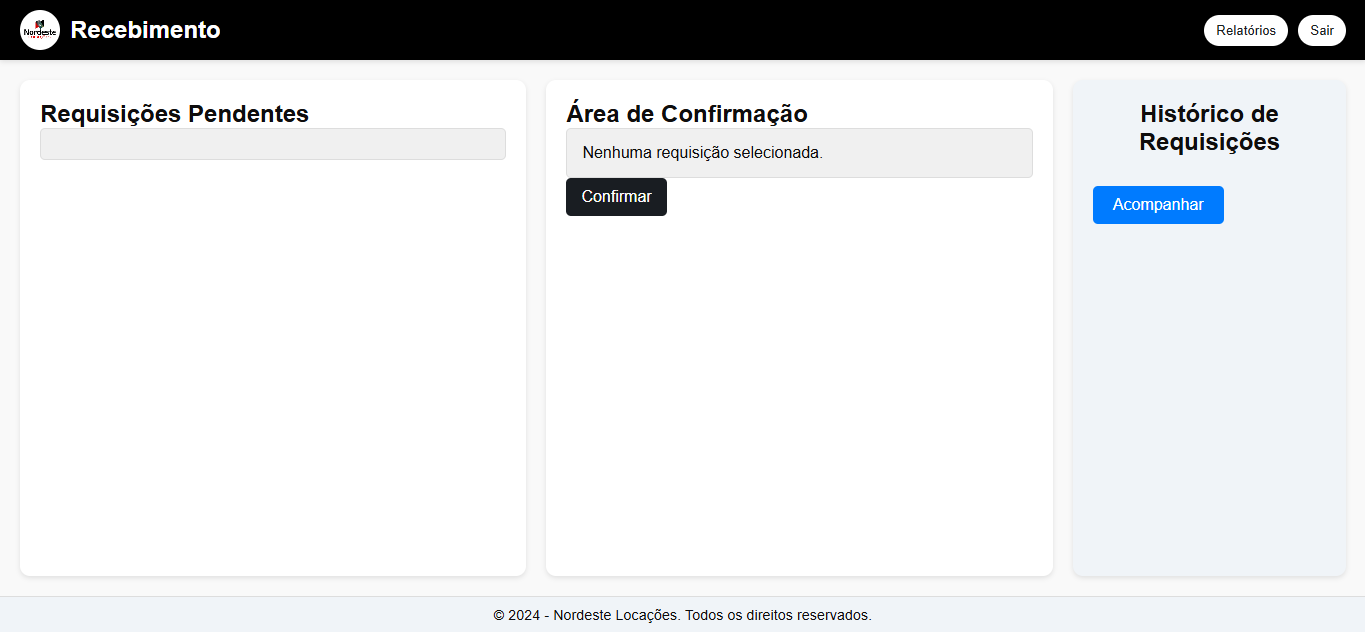 Nordeste
Recebimento
Relatórios
Sair
Requisições Pendentes
Área de Confirmação
Nenhuma requisição selecionada.
Confirmar
Histórico de
Requisições
Acompanhar
© 2024 - Nordeste Locações. Todos os direitos reservados.